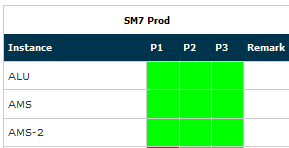 SM7 Prod
Instance P1 P2 P3 Remark
ALU
AMS
AMS-2